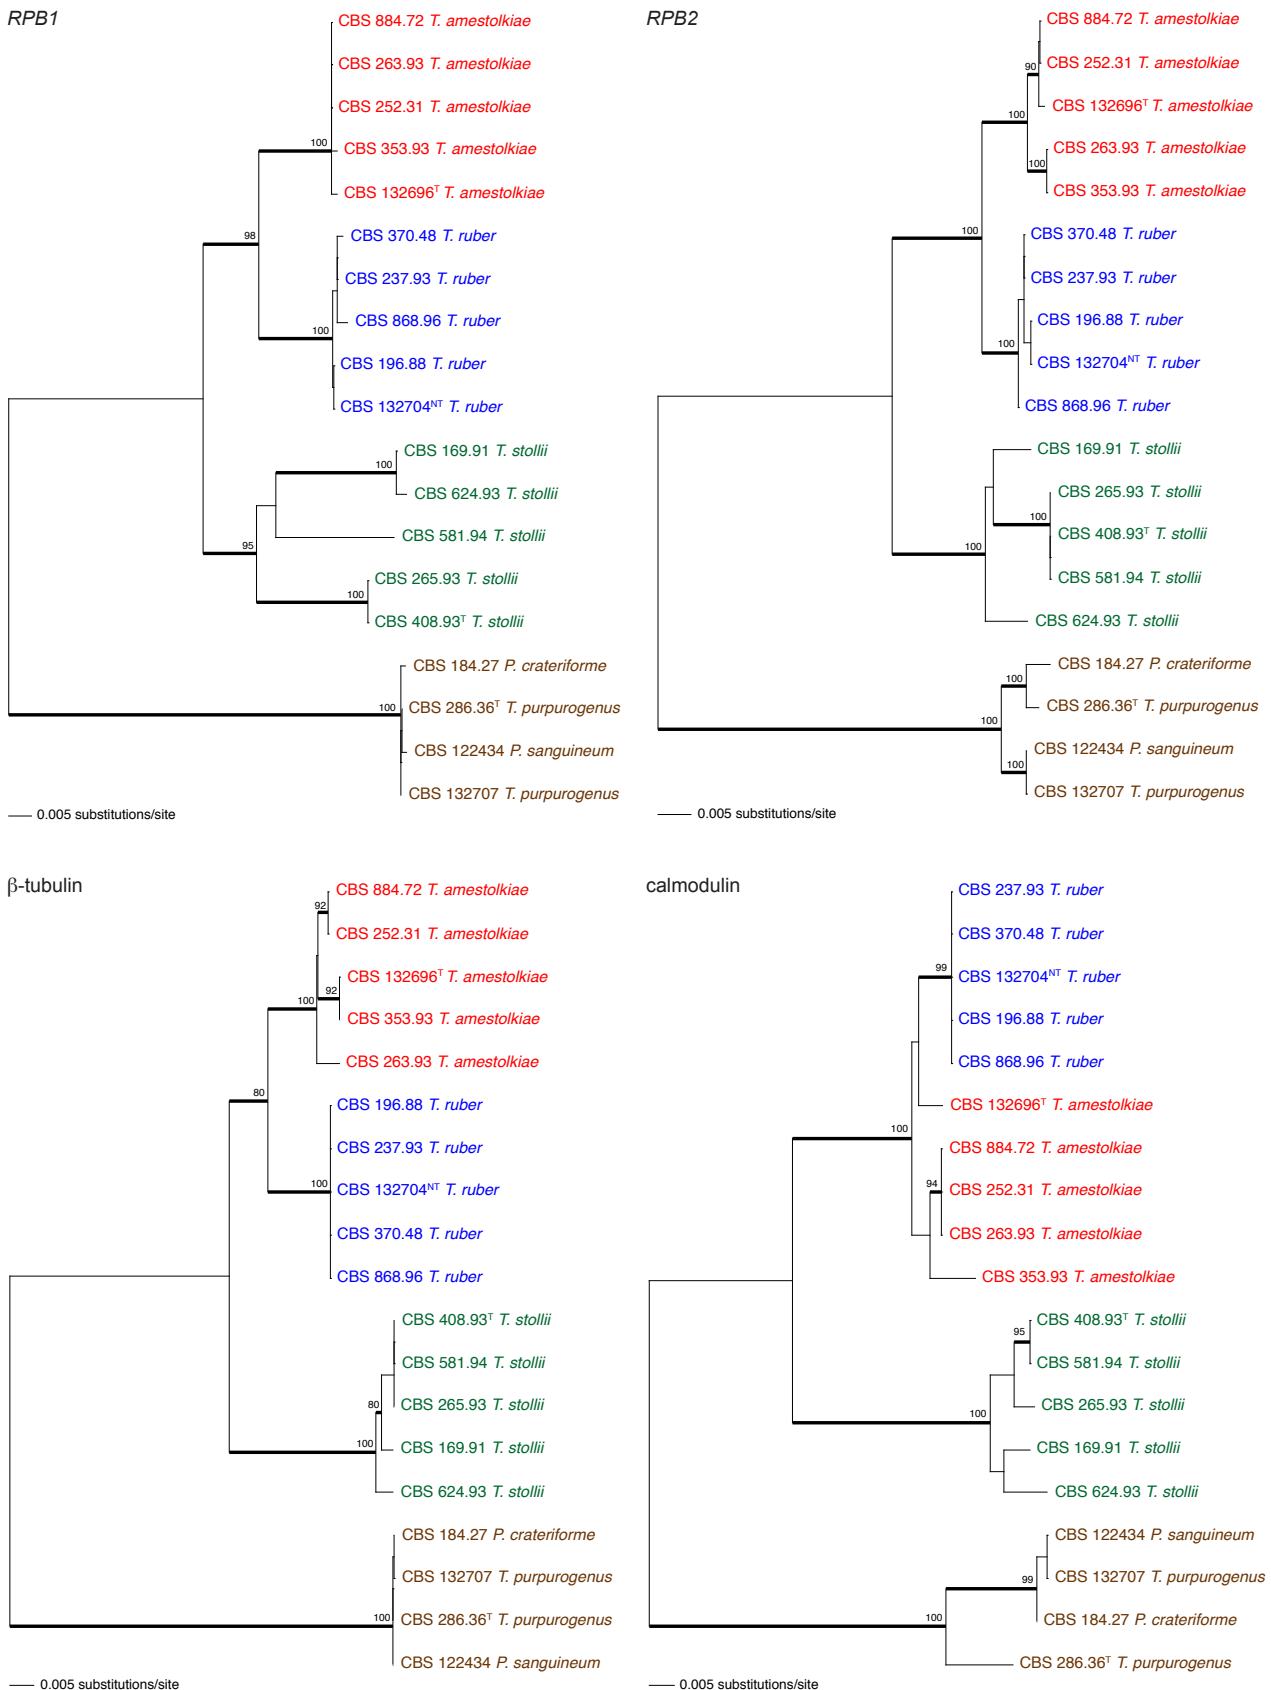 RPB1
CBS 884.72 T. amestolkiae
CBS 263.93 T. amestolkiae
CBS 252.31 T. amestolkiae
100
CBS 353.93 T. amestolkiae
CBS 132696ᵀ T. amestolkiae
98
CBS 370.48 T. ruber
CBS 237.93 T. ruber
CBS 868.96 T. ruber
100
CBS 196.88 T. ruber
CBS 132704ᴺᵀ T. ruber
CBS 169.91 T. stollii
100
CBS 624.93 T. stollii
CBS 581.94 T. stollii
95
CBS 265.93 T. stollii
100
CBS 408.93ᵀ T. stollii
CBS 184.27 P. crateriforme
100
CBS 286.36ᵀ T. purpurogenus
CBS 122434 P. sanguineum
CBS 132707 T. purpurogenus
0.005 substitutions/site
RPB2
CBS 884.72 T. amestolkiae
90
CBS 252.31 T. amestolkiae
CBS 132696ᵀ T. amestolkiae
100
CBS 263.93 T. amestolkiae
100
CBS 353.93 T. amestolkiae
100
CBS 370.48 T. ruber
CBS 237.93 T. ruber
CBS 196.88 T. ruber
100
CBS 132704ᴺᵀ T. ruber
CBS 868.96 T. ruber
CBS 169.91 T. stollii
CBS 265.93 T. stollii
100
CBS 408.93ᵀ T. stollii
100
CBS 581.94 T. stollii
CBS 624.93 T. stollii
CBS 184.27 P. crateriforme
100
CBS 286.36ᵀ T. purpurogenus
100
CBS 122434 P. sanguineum
100
CBS 132707 T. purpurogenus
0.005 substitutions/site
β-tubulin
CBS 884.72 T. amestolkiae
92
CBS 252.31 T. amestolkiae
CBS 132696ᵀ T. amestolkiae
92
100
CBS 353.93 T. amestolkiae
CBS 263.93 T. amestolkiae
80
CBS 196.88 T. ruber
CBS 237.93 T. ruber
100
CBS 132704ᴺᵀ T. ruber
CBS 370.48 T. ruber
CBS 868.96 T. ruber
CBS 408.93ᵀ T. stollii
CBS 581.94 T. stollii
80
CBS 265.93 T. stollii
100
CBS 169.91 T. stollii
CBS 624.93 T. stollii
CBS 184.27 P. crateriforme
CBS 132707 T. purpurogenus
100
CBS 286.36ᵀ T. purpurogenus
CBS 122434 P. sanguineum
0.005 substitutions/site
calmodulin
CBS 237.93 T. ruber
CBS 370.48 T. ruber
99
CBS 132704ᴺᵀ T. ruber
CBS 196.88 T. ruber
CBS 868.96 T. ruber
CBS 132696ᵀ T. amestolkiae
100
CBS 884.72 T. amestolkiae
94
CBS 252.31 T. amestolkiae
CBS 263.93 T. amestolkiae
CBS 353.93 T. amestolkiae
CBS 408.93ᵀ T. stollii
95
CBS 581.94 T. stollii
CBS 265.93 T. stollii
100
CBS 169.91 T. stollii
CBS 624.93 T. stollii
CBS 122434 P. sanguineum
99
CBS 132707 T. purpurogenus
CBS 184.27 P. crateriforme
100
CBS 286.36ᵀ T. purpurogenus
0.005 substitutions/site